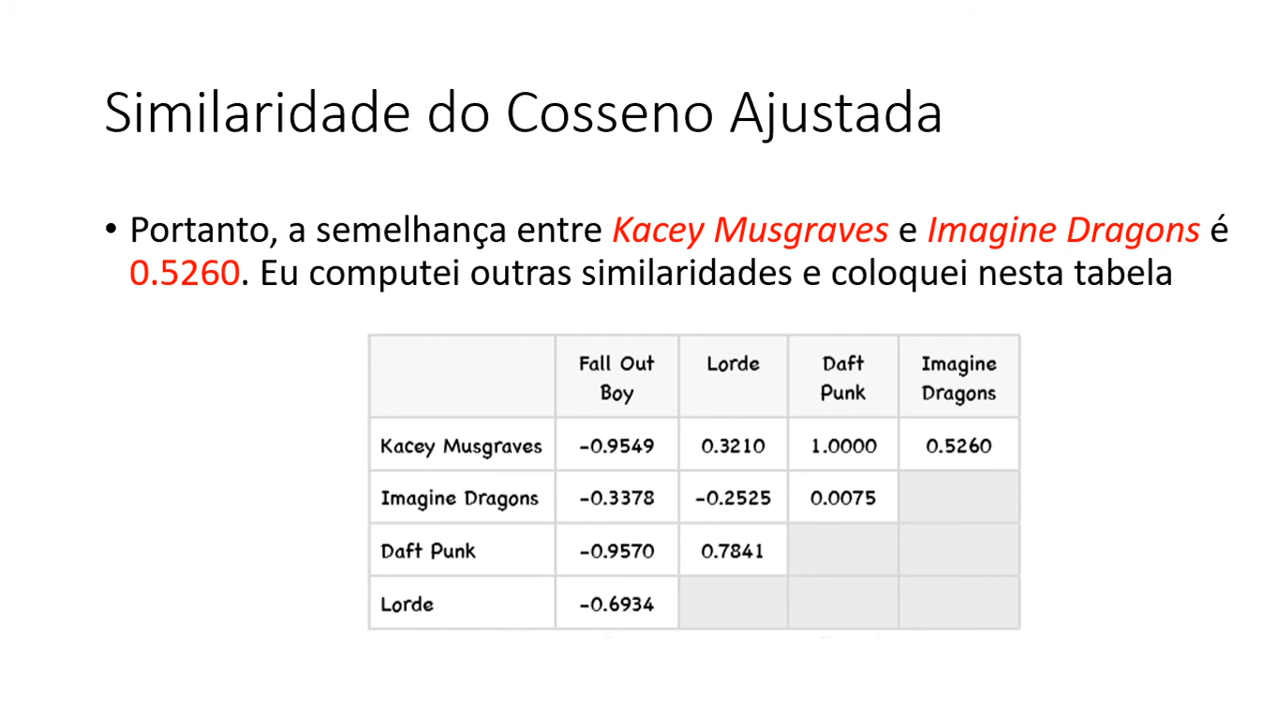 Similaridade do Cosseno Ajustada
• Portanto, a semelhança entre Kacey Musgraves e Imagine Dragons é
0.5260. Eu computei outras similaridades e coloquei nesta tabela
Fall Out Boy Lorde Daft Punk Imagine Dragons
Kacey Musgraves -0.9549 0.3210 1.0000 0.5260
Imagine Dragons -0.3378 -0.2525 0.0075
Daft Punk -0.9570 0.7841
Lorde -0.6934